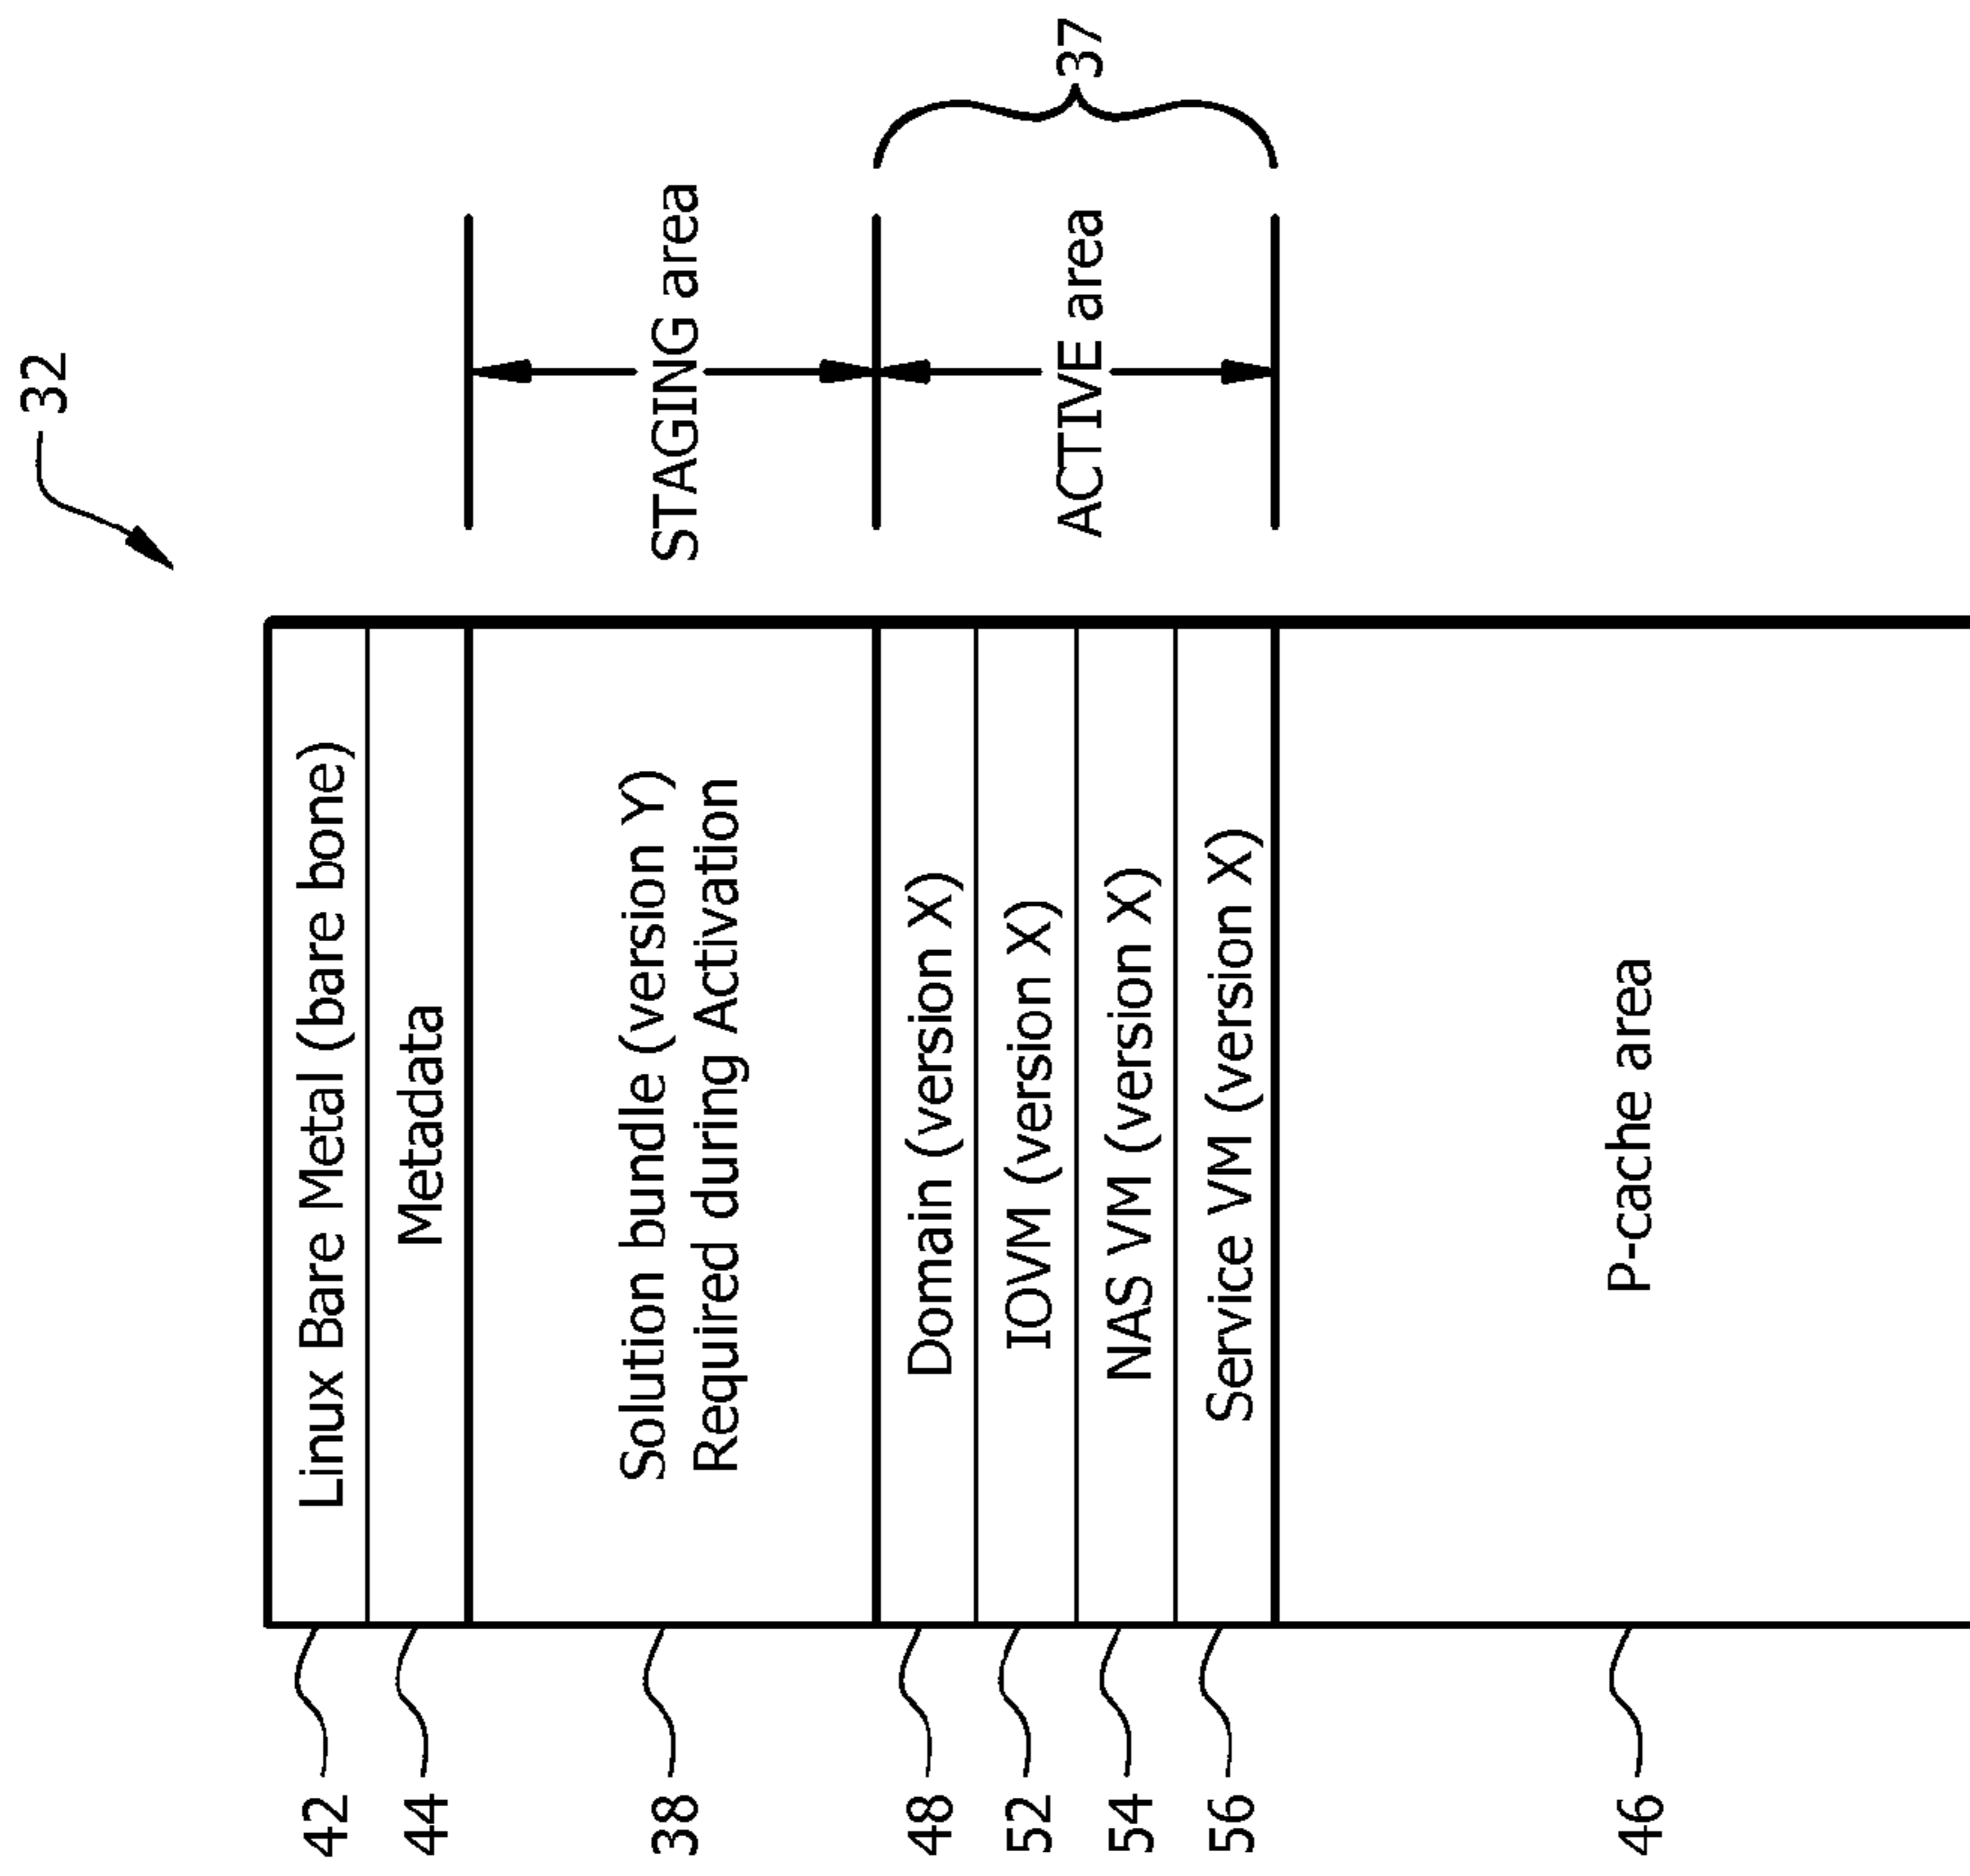 32
42
Linux Bare Metal (bare bone)
44
Metadata
38
Solution bundle (version Y)
Required during Activation
STAGING area
48
Domain (version X)
52
IOVM (version X)
54
NAS VM (version X)
56
Service VM (version X)
ACTIVE area
37
46
P-cache area